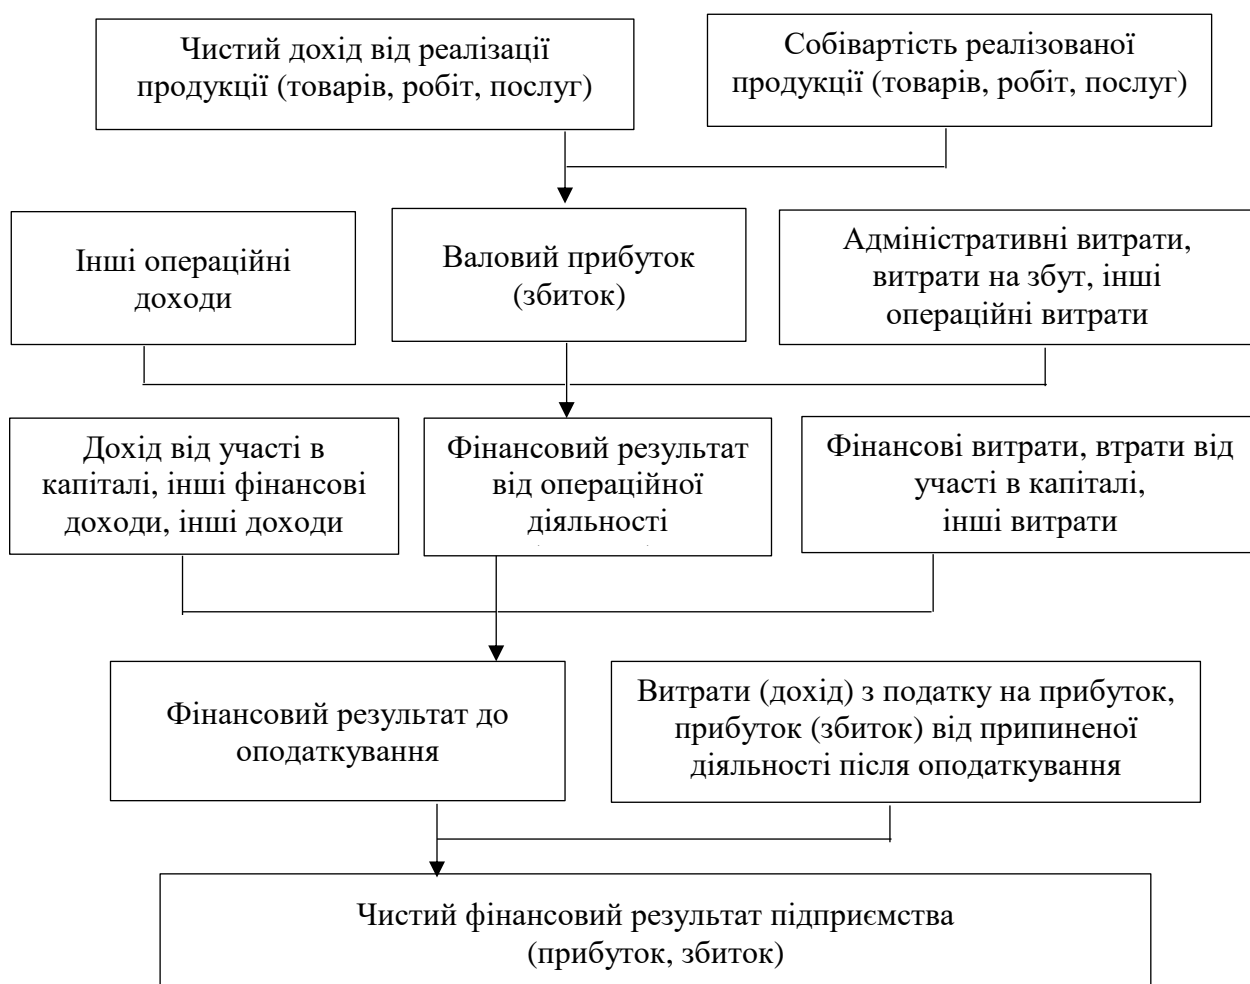 Чистий дохід від реалізації
продукції (товарів, робіт, послуг)
Собівартість реалізованої
продукції (товарів, робіт, послуг)
Інші операційні
доходи
Валовий прибуток
(збиток)
Адміністративні витрати,
витрати на збут, інші
операційні витрати
Дохід від участі в
капіталі, інші фінансові
доходи, інші доходи
Фінансовий результат
від операційної
діяльності
Фінансові витрати, втрати від
участі в капіталі,
інші витрати
Фінансовий результат до
оподаткування
Витрати (дохід) з податку на прибуток,
прибуток (збиток) від припиненої
діяльності після оподаткування
Чистий фінансовий результат підприємства
(прибуток, збиток)